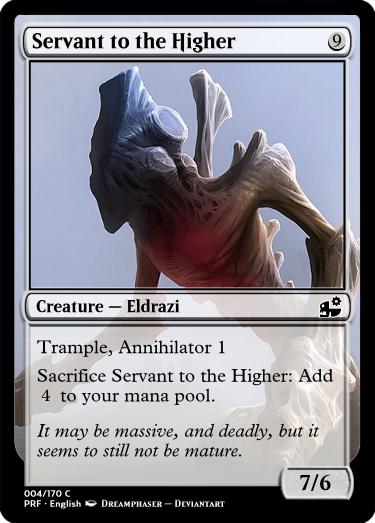 Servant to the Higher
9
Creature — Eldrazi
Trample, Annihilator 1
Sacrifice Servant to the Higher: Add
4 to your mana pool.
It may be massive, and deadly, but it
seems to still not be mature.
7/6
004/170 C
PRF • English Dreamphaser — Deviantart